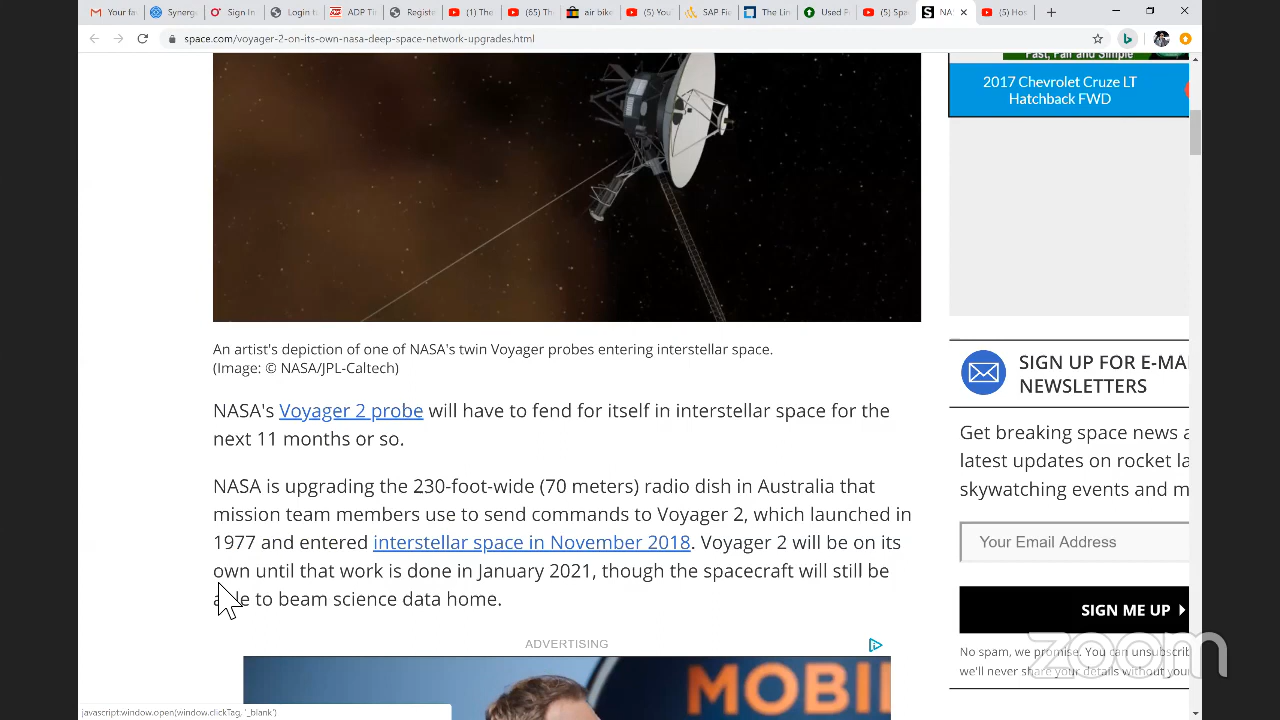 Your far
Synerg
Sign In
Login t
ADP Ti
Registe
(1) The
(65) Th
air bike
(5) You
SAP Fi
The Lin
Used F
(5) Spe
NA
(5) Hos
space.com/voyager-2-on-its-own-nasa-deep-space-network-upgrades.html
Fast, Fair and Simple
2017 Chevrolet Cruze LT
Hatchback FWD
An artist's depiction of one of NASA's twin Voyager probes entering interstellar space.
(Image: © NASA/JPL-Caltech)
NASA's Voyager 2 probe will have to fend for itself in interstellar space for the
next 11 months or so.
NASA is upgrading the 230-foot-wide (70 meters) radio dish in Australia that
mission team members use to send commands to Voyager 2, which launched in
1977 and entered interstellar space in November 2018. Voyager 2 will be on its
own until that work is done in January 2021, though the spacecraft will still be
able to beam science data home.
ADVERTISING
MOBI
SIGN UP FOR E-MA
NEWSLETTERS
Get breaking space news a
latest updates on rocket la
skywatching events and m
Your Email Address
SIGN ME UP
No spam, we promise. You can unsubscrib
we'll never share your details without your
zoom
javascript:window.open(window.clickTag, '_blank')